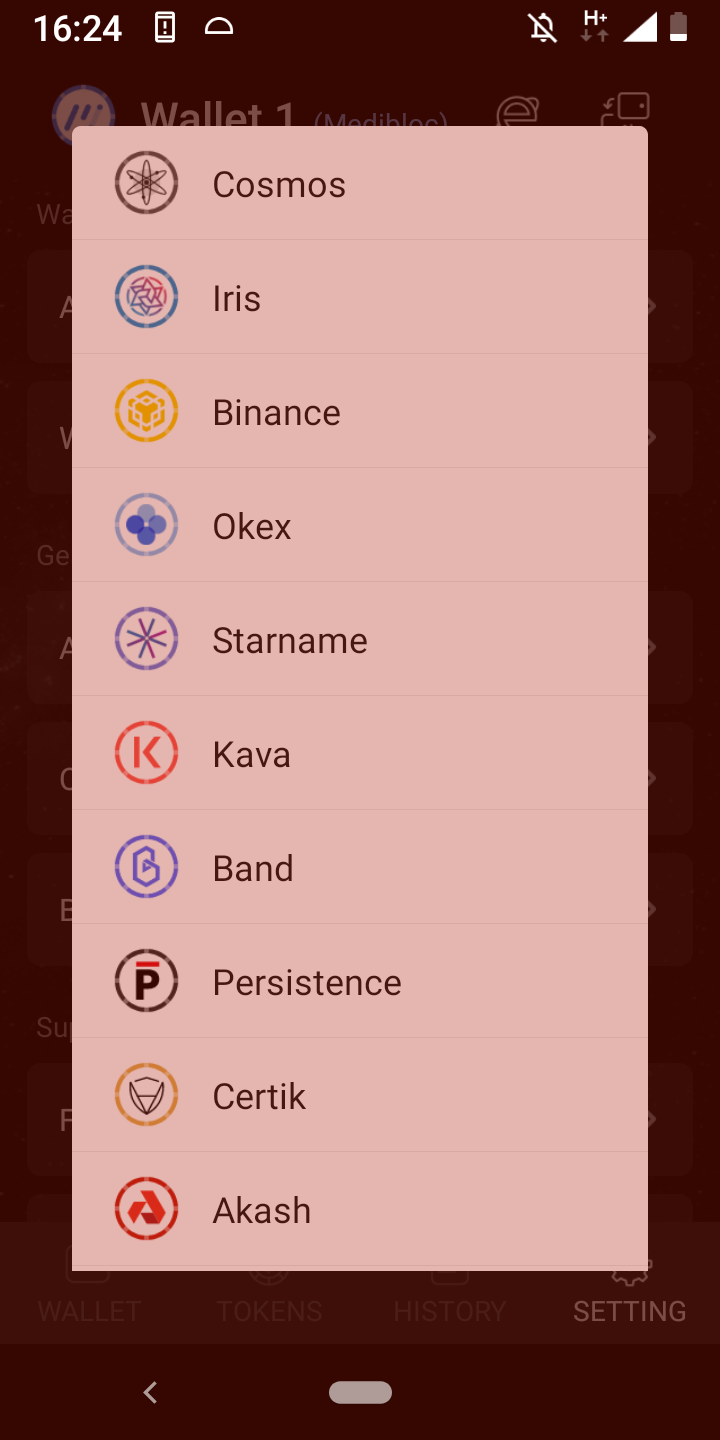 16:24
H+
Wallet 1 (Medibloc)
Cosmos
Iris
Binance
Okex
Starname
Kava
Band
Persistence
Certik
Akash
WALLET TOKENS HISTORY SETTING